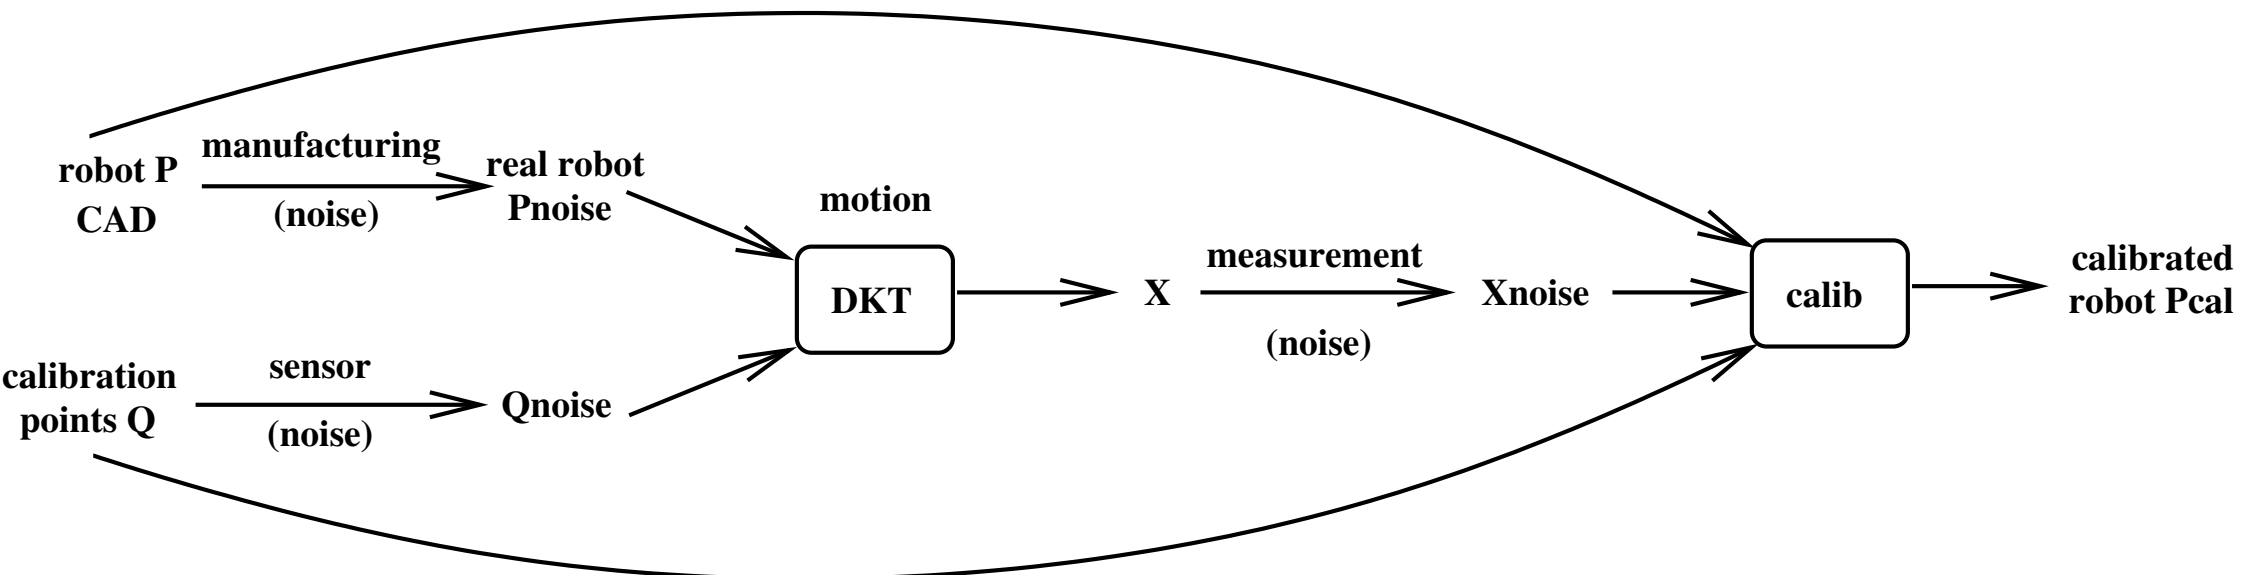 manufacturing
robot P
CAD
(noise)
real robot
Pnoise
motion
DKT
calibration
points Q
sensor
(noise)
Qnoise
X
measurement
(noise)
Xnoise
calib
calibrated
robot Pcal